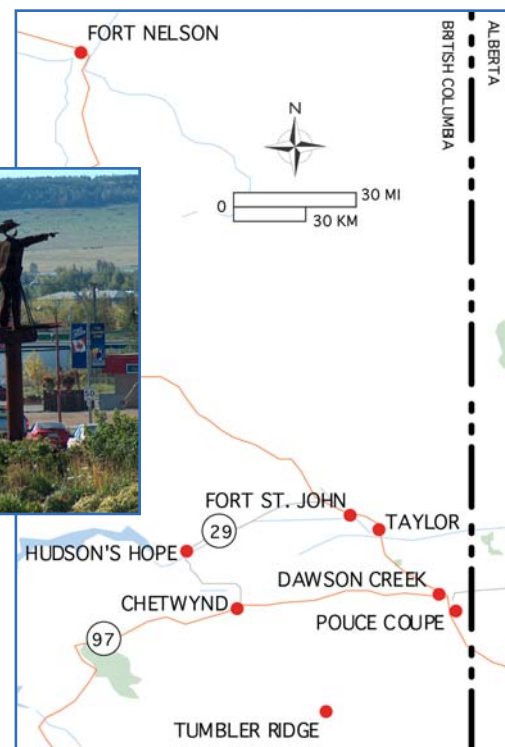 FORT NELSON
BRITISH COLUMBIA
ALBERTA
N
0
30 MI
30 KM
50
FORT ST. JOHN
29
TAYLOR
HUDSON'S HOPE
DAWSON CREEK
CHETWYND
POUCE COUPE
97
TUMBLER RIDGE